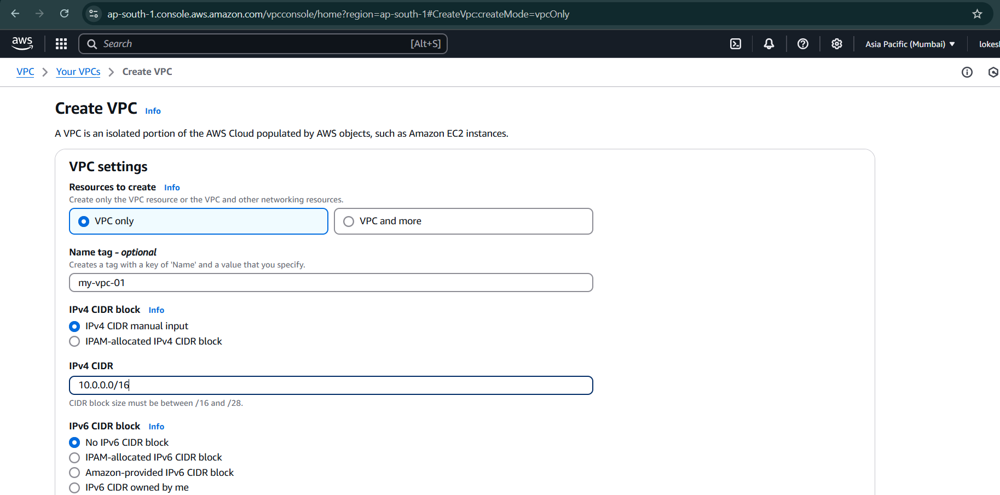 ap-south-1.console.aws.amazon.com/vpcconsole/home?region=ap-south-1#CreateVpc:createMode=vpcOnly
aws Search [Alt+S] Asia Pacific (Mumbai) lokesh
VPC Your VPCs Create VPC
Create VPC Info
A VPC is an isolated portion of the AWS Cloud populated by AWS objects, such as Amazon EC2 instances.
VPC settings
Resources to create Info
Create only the VPC resource or the VPC and other networking resources.
VPC only VPC and more
Name tag - optional
Creates a tag with a key of 'Name' and a value that you specify.
my-vpc-01
IPv4 CIDR block Info
IPv4 CIDR manual input
IPAM-allocated IPv4 CIDR block
IPv4 CIDR
10.0.0.0/16
CIDR block size must be between /16 and /28.
IPv6 CIDR block Info
No IPv6 CIDR block
IPAM-allocated IPv6 CIDR block
Amazon-provided IPv6 CIDR block
IPv6 CIDR owned by me